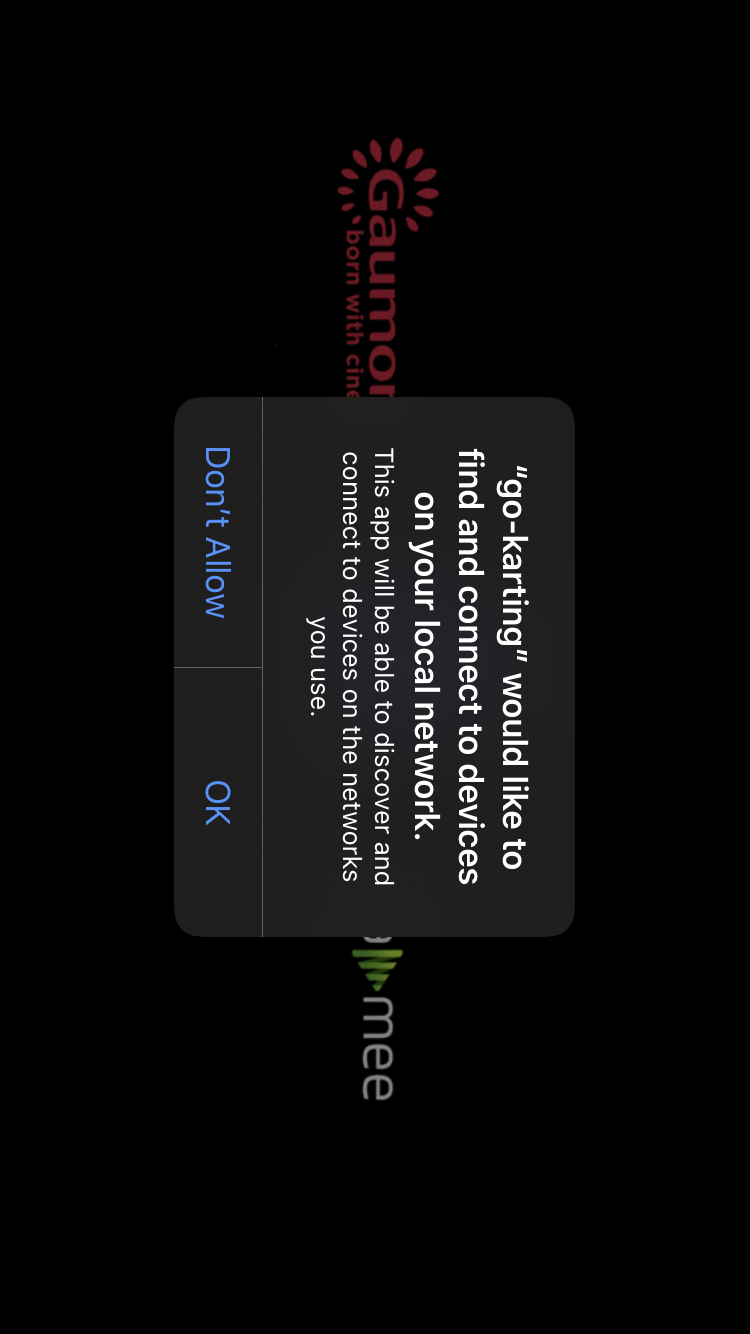 Gaumon
born with cine
"go-karting" would like to
find and connect to devices
on your local network.
This app will be able to discover and
connect to devices on the networks
you use.
Don't Allow
OK
mee